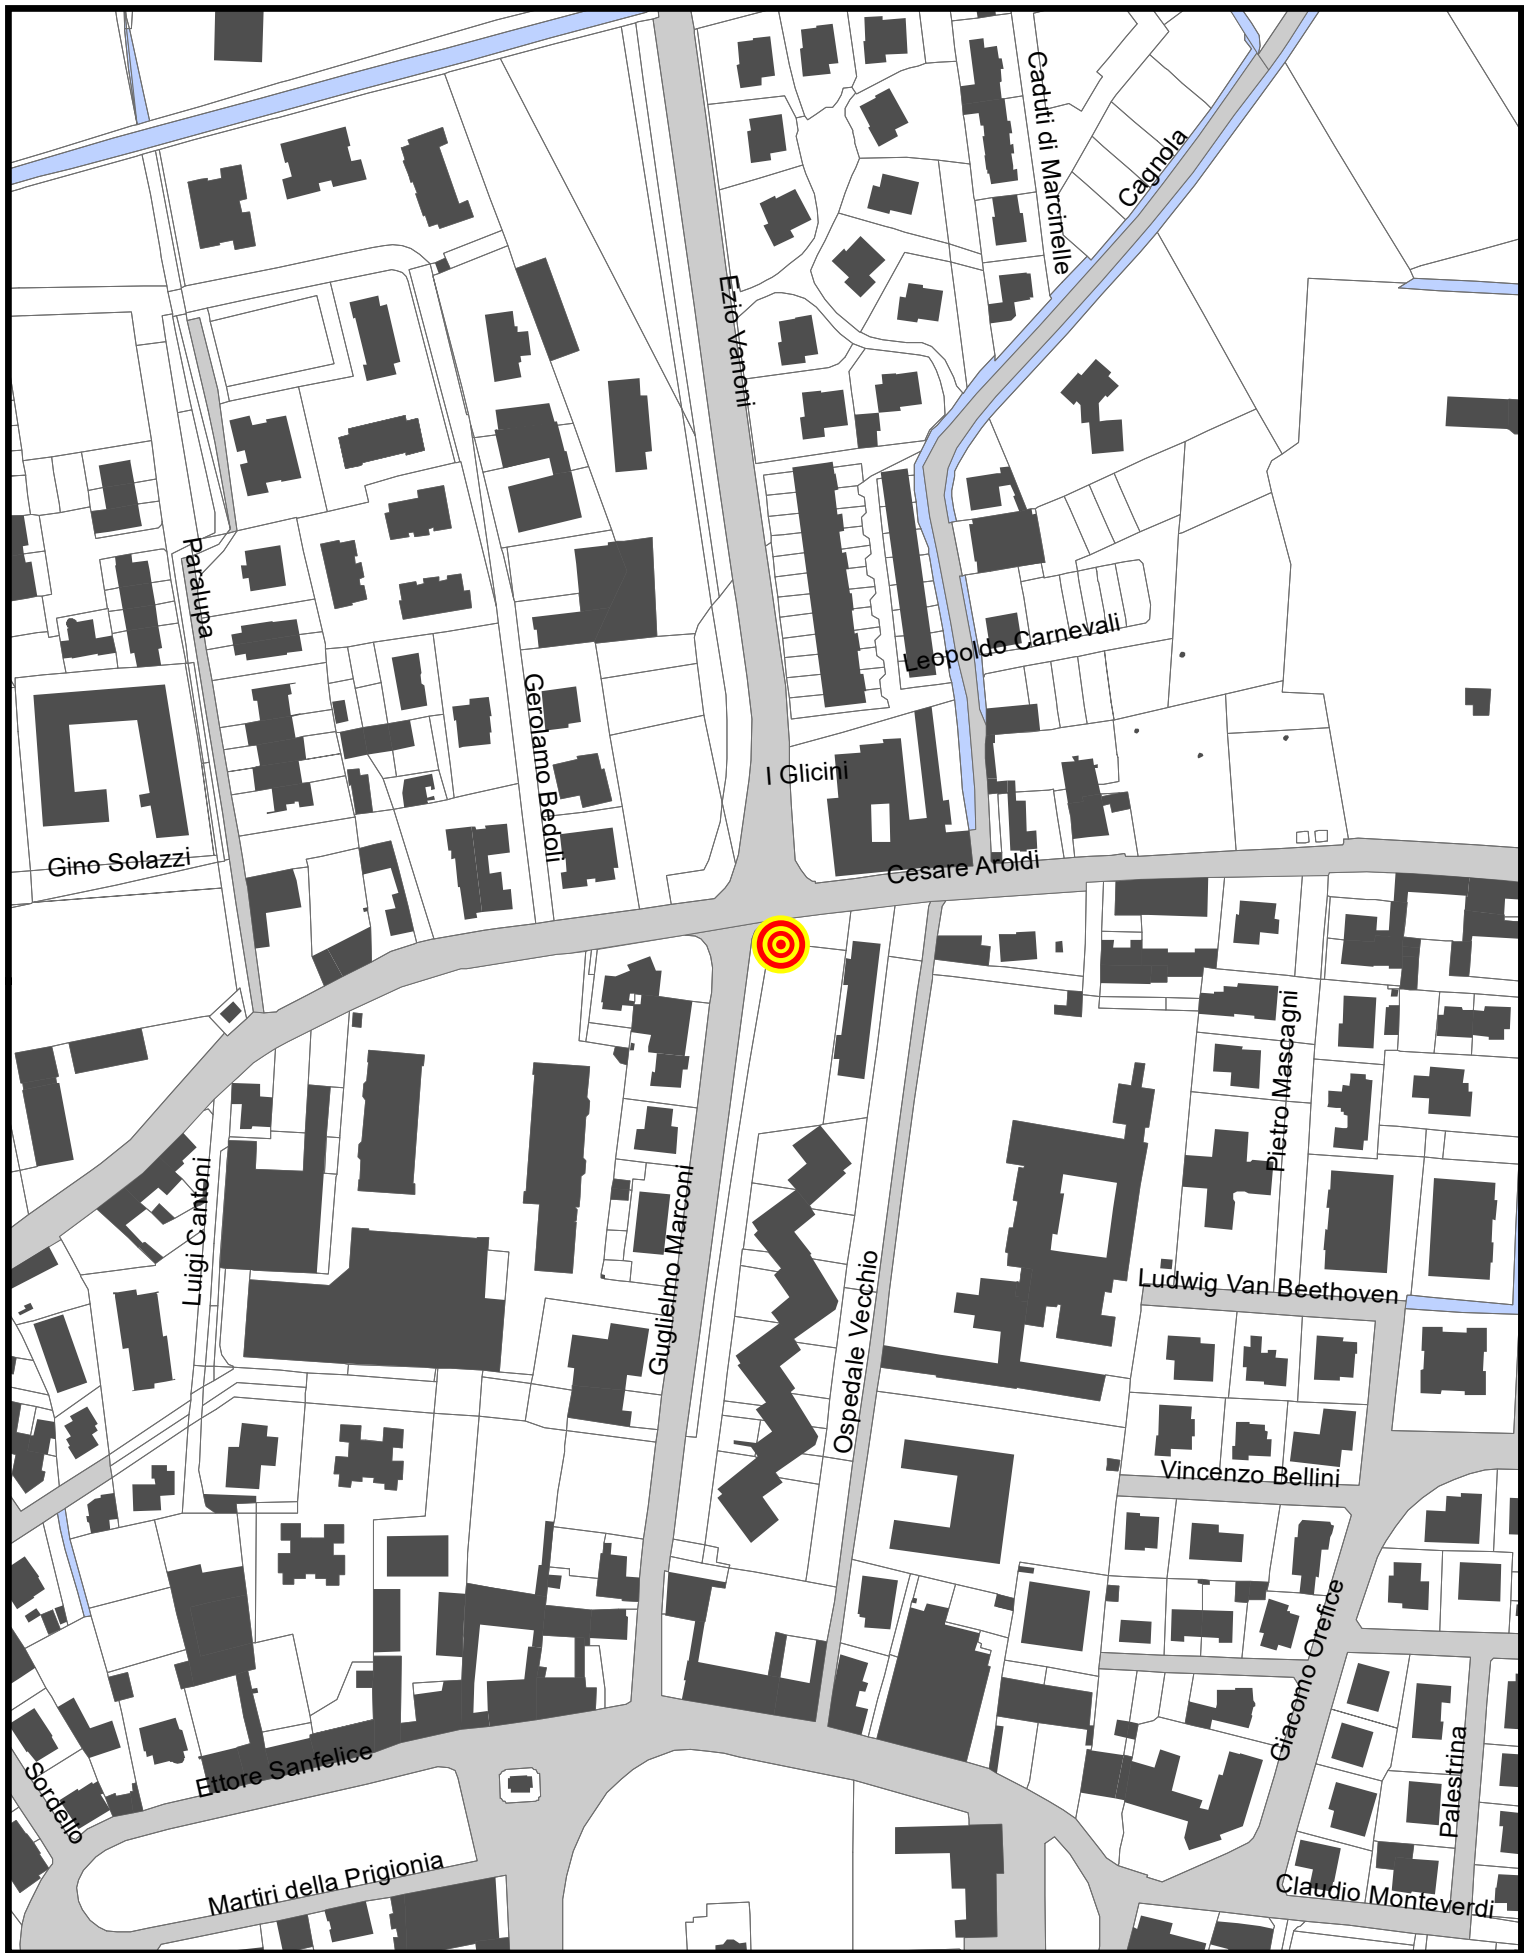 Caduti di Marcinelle
Cagnola
Ezio Vanoni
Paralupa
Leopoldo Carnevali
Gerolamo Bedoli
I Glicini
Gino Solazzi
Cesare Aroldi
Pietro Mascagni
Luigi Cantoni
Guglielmo Marconi
Ospedale Vecchio
Ludwig Van Beethoven
Vincenzo Bellini
Giacomo Orefice
Palestrina
Ettore Sanfelice
Sordello
Martiri della Prigionia
Claudio Monteverdi